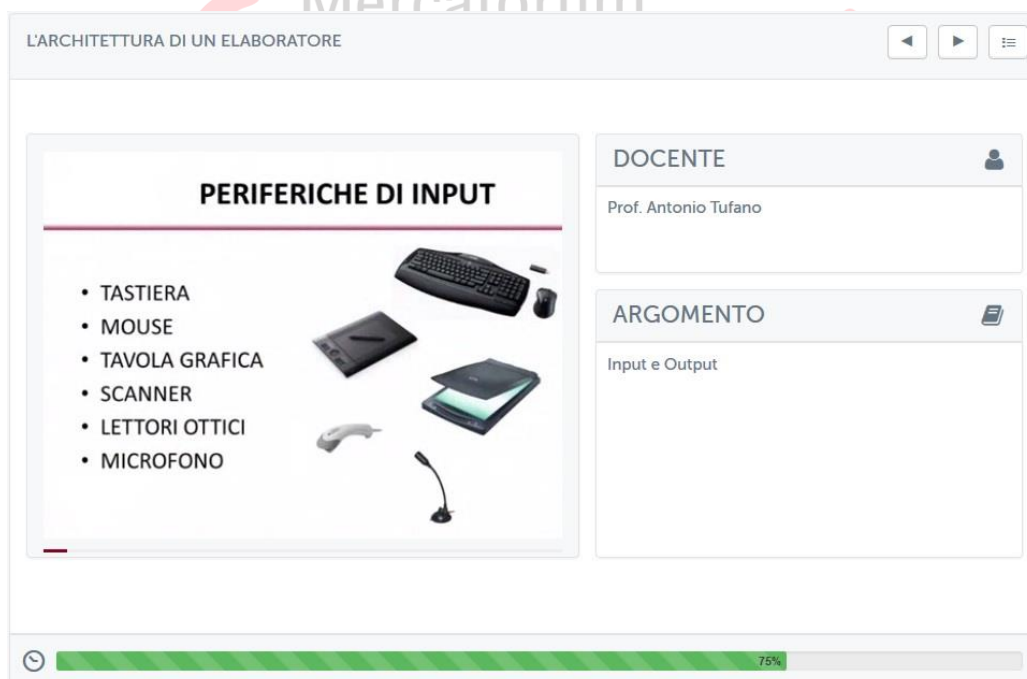 Mercatorum
L'ARCHITETTURA DI UN ELABORATORE
PERIFERICHE DI INPUT
• TASTIERA
• MOUSE
• TAVOLA GRAFICA
• SCANNER
• LETTORI OTTICI
• MICROFONO
DOCENTE
Prof. Antonio Tufano
ARGOMENTO
Input e Output
75%